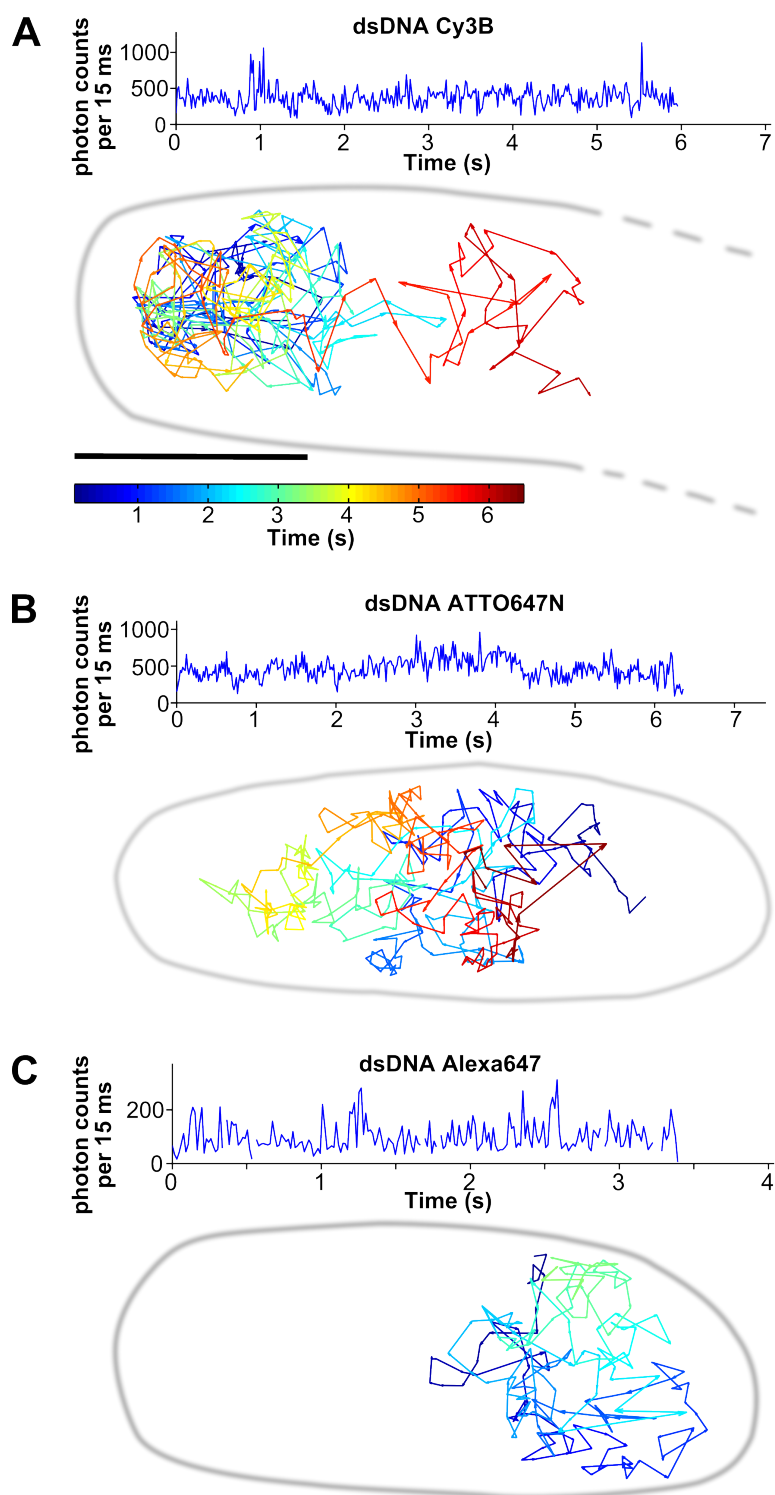 A
dsDNA Cy3B
photon counts
per 15 ms
1000
500
0
0 1 2 3 4 5 6 7
Time (s)
1 2 3 4 5 6
Time (s)
B
dsDNA ATTO647N
photon counts
per 15 ms
1000
500
0
0 1 2 3 4 5 6 7
Time (s)
C
dsDNA Alexa647
photon counts
per 15 ms
200
0
0 1 2 3 4
Time (s)